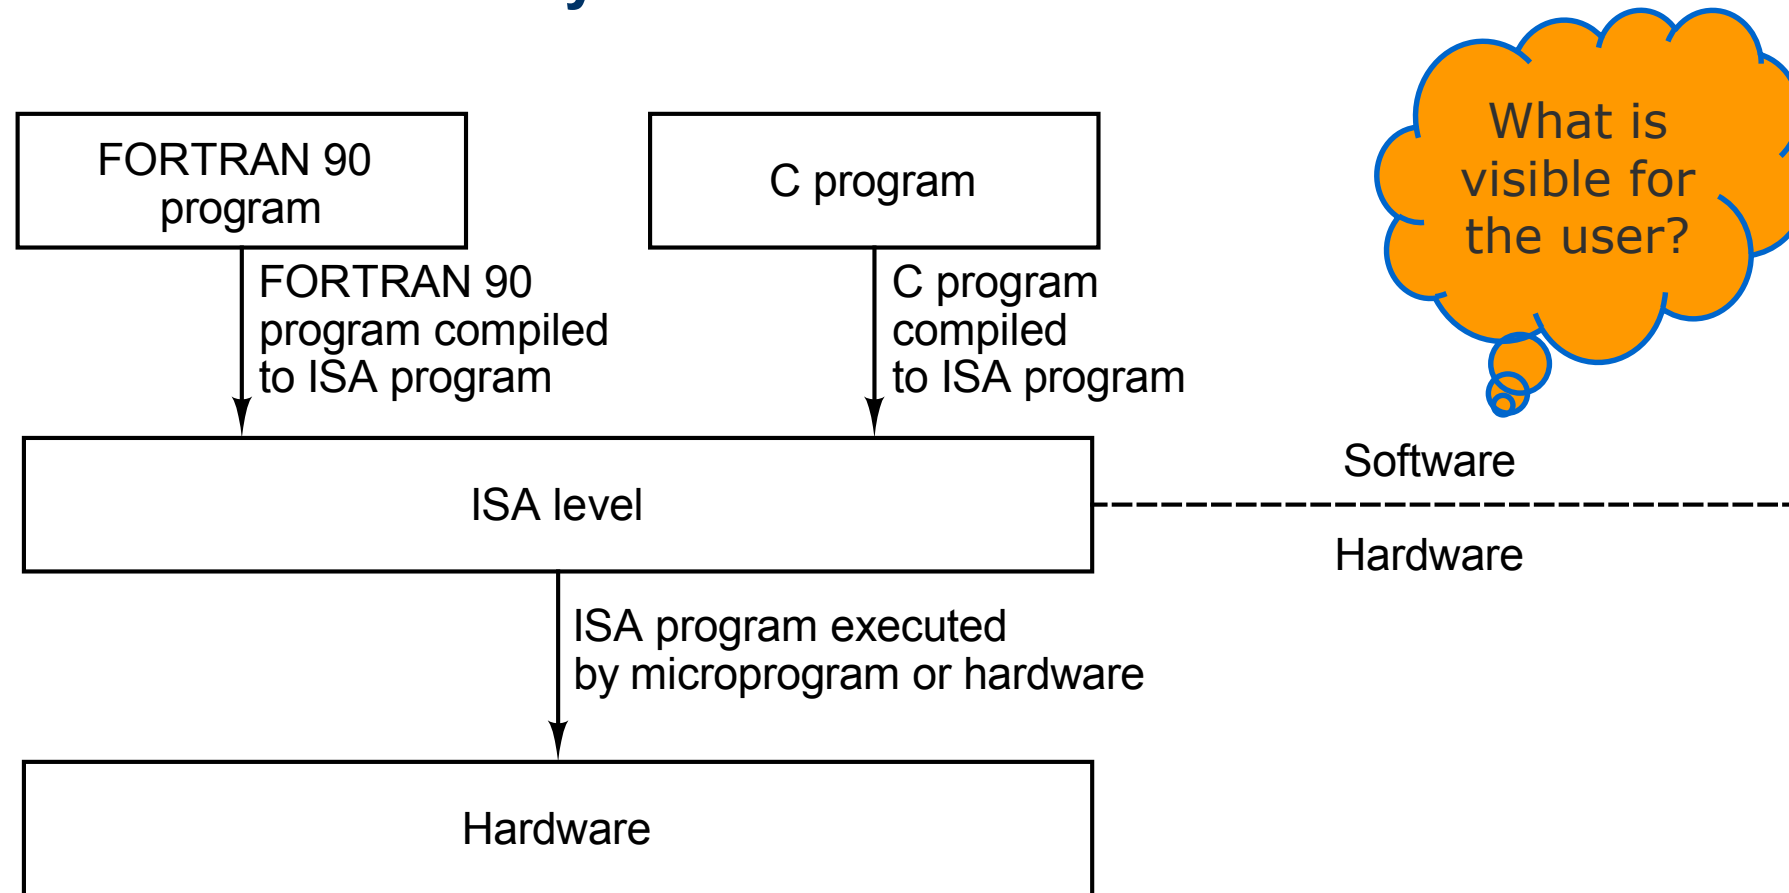 What is
visible for
the user?
FORTRAN 90
program
C program
FORTRAN 90
program compiled
to ISA program
C program
compiled
to ISA program
Software
ISA level
Hardware
ISA program executed
by microprogram or hardware
Hardware